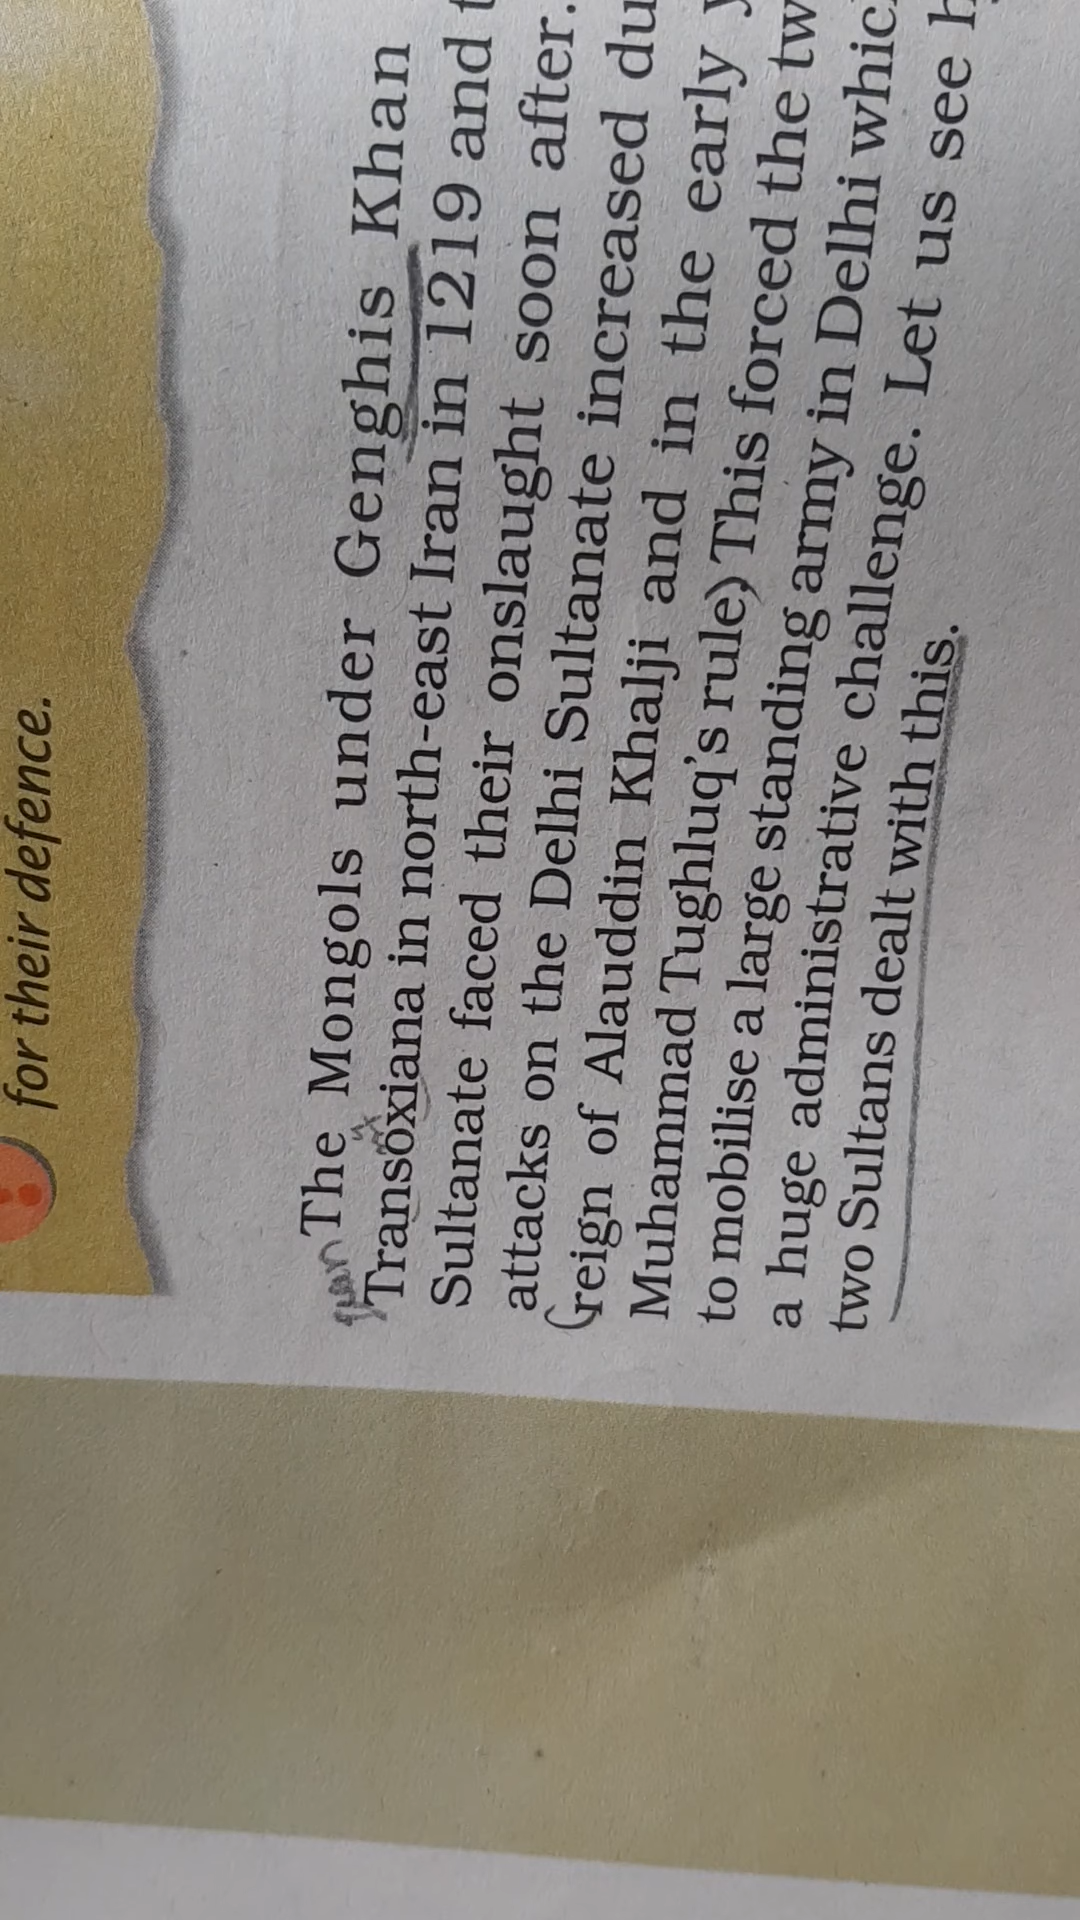 for their defence.
The Mongols under Genghis Khan
Transoxiana in north-east Iran in 1219 and
Sultanate faced their onslaught soon after.
attacks on the Delhi Sultanate increased
(reign of Alauddin Khalji and in the early
Muhammad Tughluq's rule) This forced the
to mobilise a large standing army in Delhi
a huge administrative challenge. Let us see
two Sultans dealt with this.